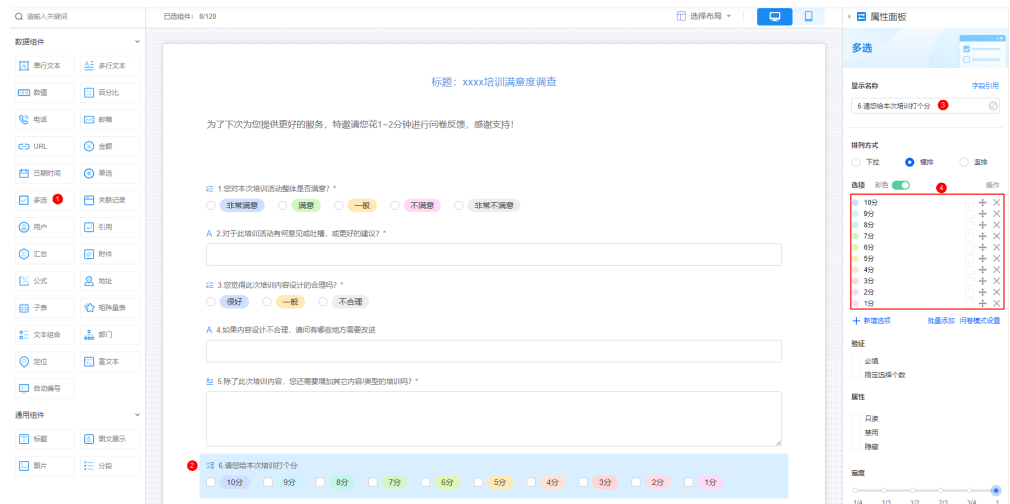 请输入关键词
已选组件: 8/120
选择布局
属性面板
数据组件
单行文本
多行文本
数值
百分比
电话
邮箱
URL
金额
日期时间
单选
多选 1
关联记录
用户
引用
汇总
附件
公式
地址
子表
矩阵量表
文本组合
部门
定位
富文本
自动编号
通用组件
标题
图文展示
图片
分段
标题: xxxx培训满意度调查
为了下次为您提供更好的服务, 特邀请您花1~2分钟进行问卷反馈, 感谢支持!
1.您对本次培训活动整体是否满意? *
非常满意 满意 一般 不满意 非常不满意
2.对于此培训活动有何意见或吐槽, 或更好的建议? *
3.您觉得此次培训内容设计的合理吗? *
很好 一般 不合理
4.如果内容设计不合理, 请问有哪些地方需要改进
5.除了此次培训内容, 您还需要增加其它内容/类型的培训吗? *
2 6.请您给本次培训打个分
10分 9分 8分 7分 6分 5分 4分 3分 2分 1分
多选
显示名称 字段引用
6.请您给本次培训打个分 3
排列方式
下拉 横排 竖排
选项 彩色 4 操作
10分
9分
8分
7分
6分
5分
4分
3分
2分
1分
新增选项 批量添加 问卷模式设置
验证
必填
限定选择个数
属性
只读
禁用
隐藏
宽度
1/4 1/3 1/2 2/3 3/4 1